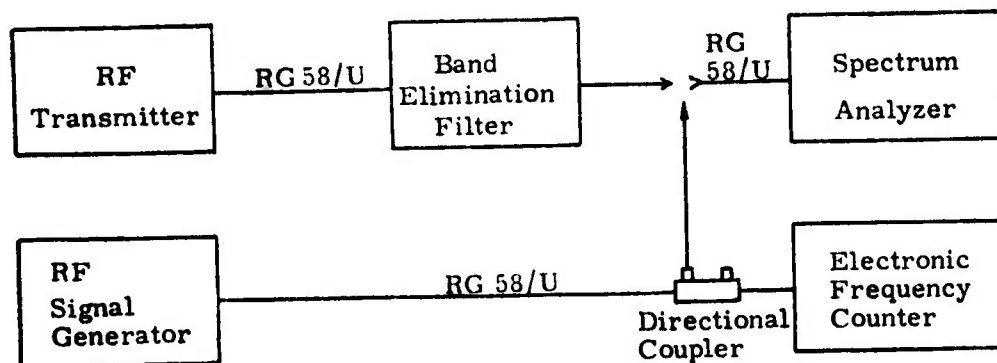 RF
Transmitter
RG 58/U
Band
Elimination
Filter
RG
58/U
Spectrum
Analyzer
RF
Signal
Generator
RG 58/U
Directional
Coupler
Electronic
Frequency
Counter